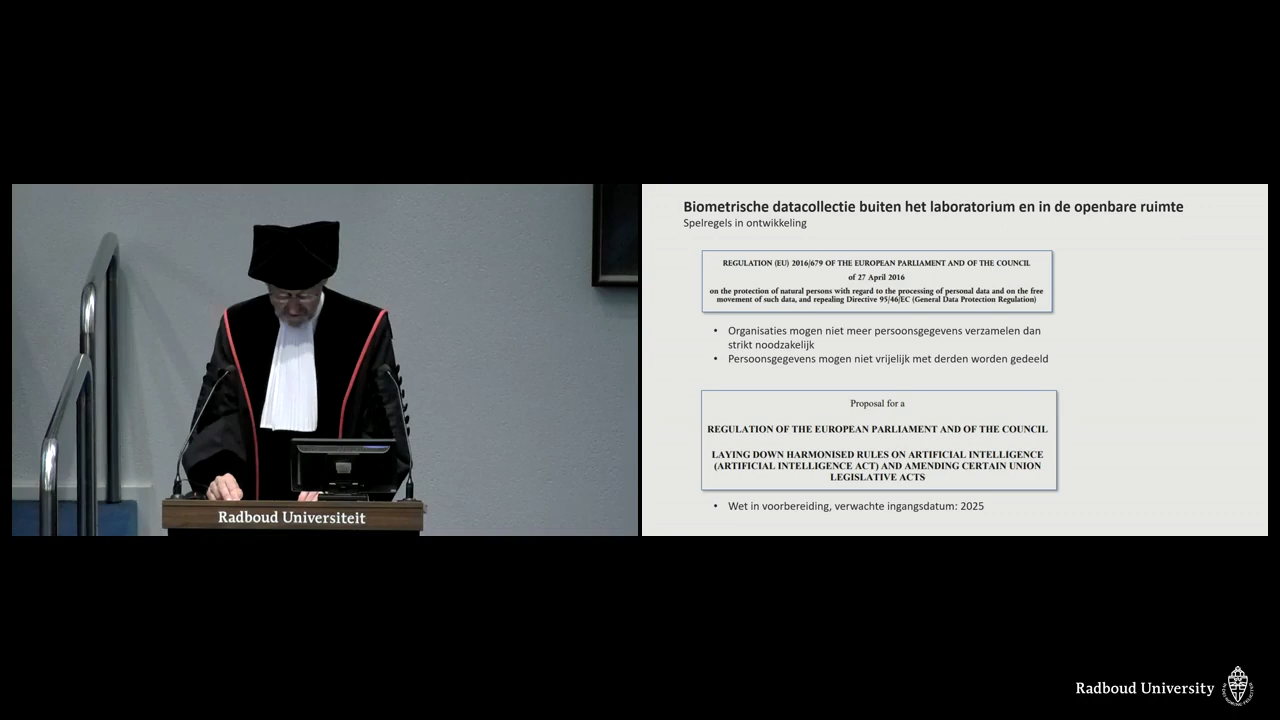 Biometrische datacollectie buiten het laboratorium en in de openbare ruimte
Spelregels in ontwikkeling
REGULATION (EU) 2016/679 OF THE EUROPEAN PARLIAMENT AND OF THE COUNCIL
of 27 April 2016
on the protection of natural persons with regard to the processing of personal data and on the free
movement of such data, and repealing Directive 95/46/EC (General Data Protection Regulation)
• Organisaties mogen niet meer persoonsgegevens verzamelen dan
strikt noodzakelijk
• Persoonsgegevens mogen niet vrijelijk met derden worden gedeeld
Proposal for a
REGULATION OF THE EUROPEAN PARLIAMENT AND OF THE COUNCIL
LAYING DOWN HARMONISED RULES ON ARTIFICIAL INTELLIGENCE
(ARTIFICIAL INTELLIGENCE ACT) AND AMENDING CERTAIN UNION
LEGISLATIVE ACTS
• Wet in voorbereiding, verwachte ingangsdatum: 2025
Radboud Universiteit
Radboud University